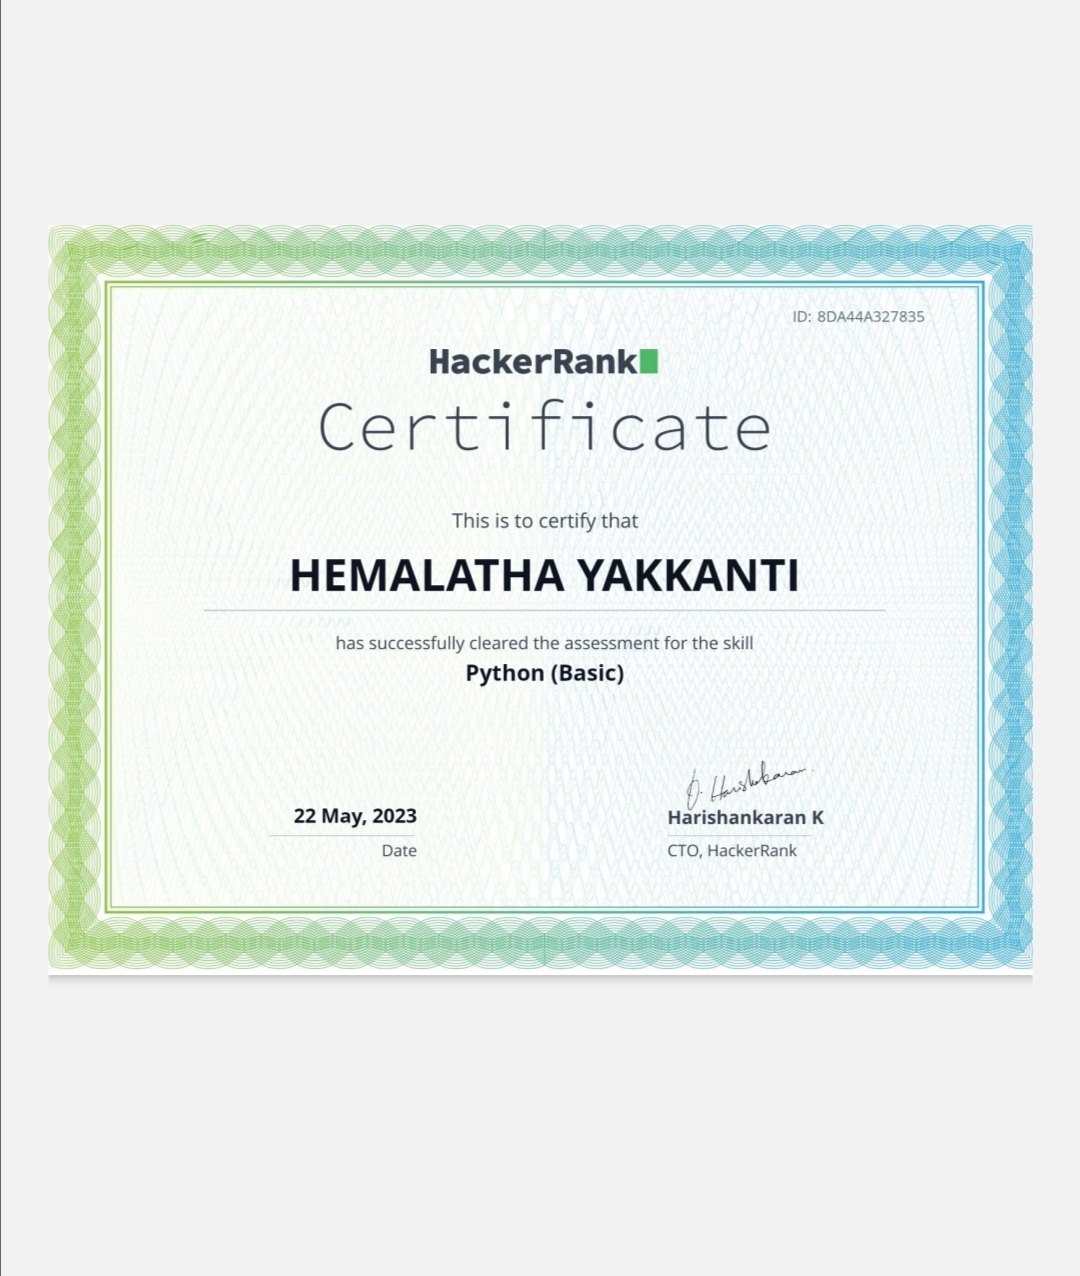 ID: 8DA44A327835
HackerRank
Certificate
This is to certify that
HEMALATHA YAKKANTI
has successfully cleared the assessment for the skill
Python (Basic)
22 May, 2023
Date
D. Harishankaran
Harishankaran K
CTO, HackerRank